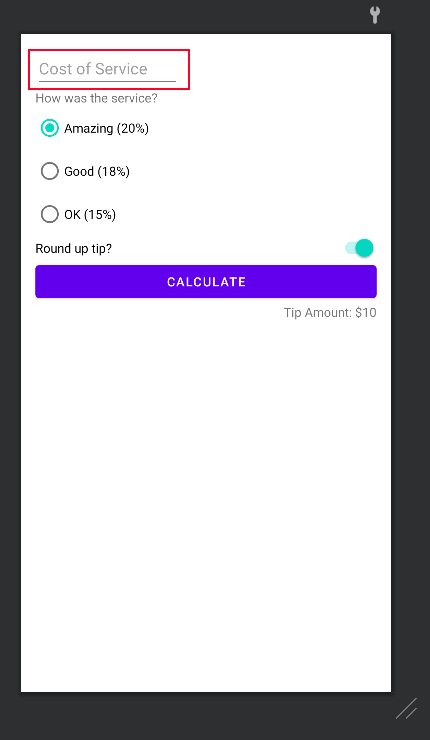 Cost of Service
How was the service?
Amazing (20%)
Good (18%)
OK (15%)
Round up tip?
CALCULATE
Tip Amount: $10